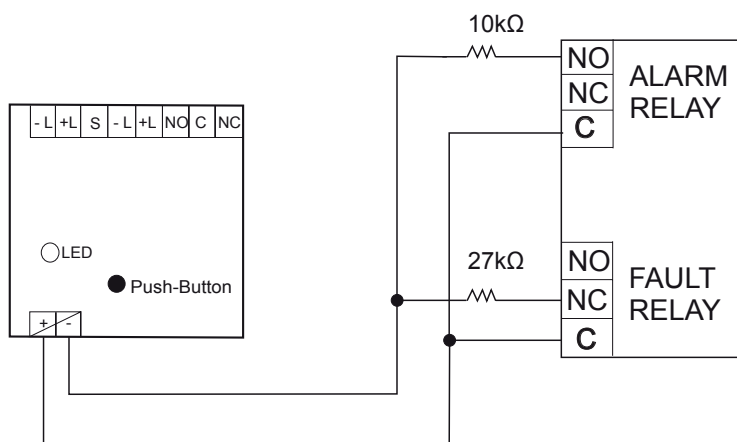 10kΩ
NO
NC
C
ALARM
RELAY
- L +L S - L +L NO C NC
LED
Push-Button
+ -
27kΩ
NO
NC
C
FAULT
RELAY